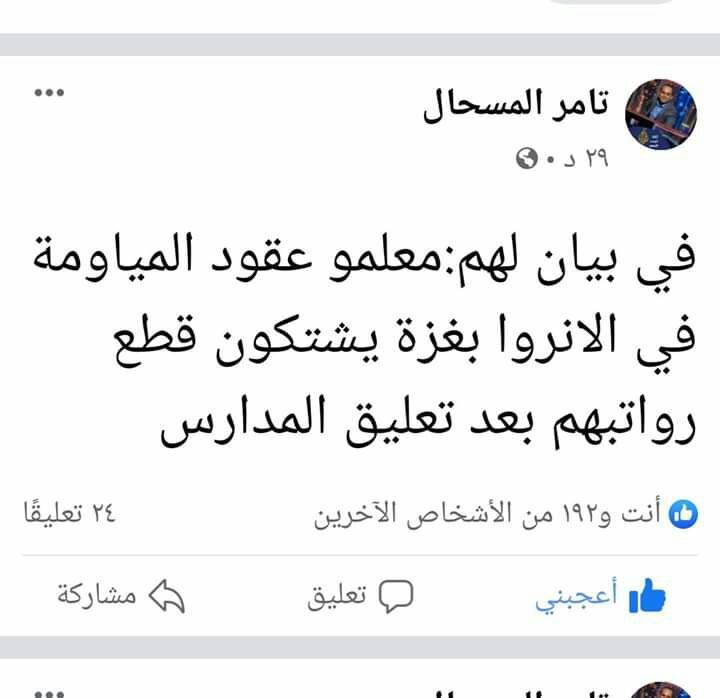 تامر المسحال
٢٩ د •
في بيان لهم:معلمو عقود المياومة
في الانروا بغزة يشتكون قطع
رواتبهم بعد تعليق المدارس
أنت و١٩٢ من الأشخاص الآخرين
٢٤ تعليقًا
أعجبني
تعليق
مشاركة